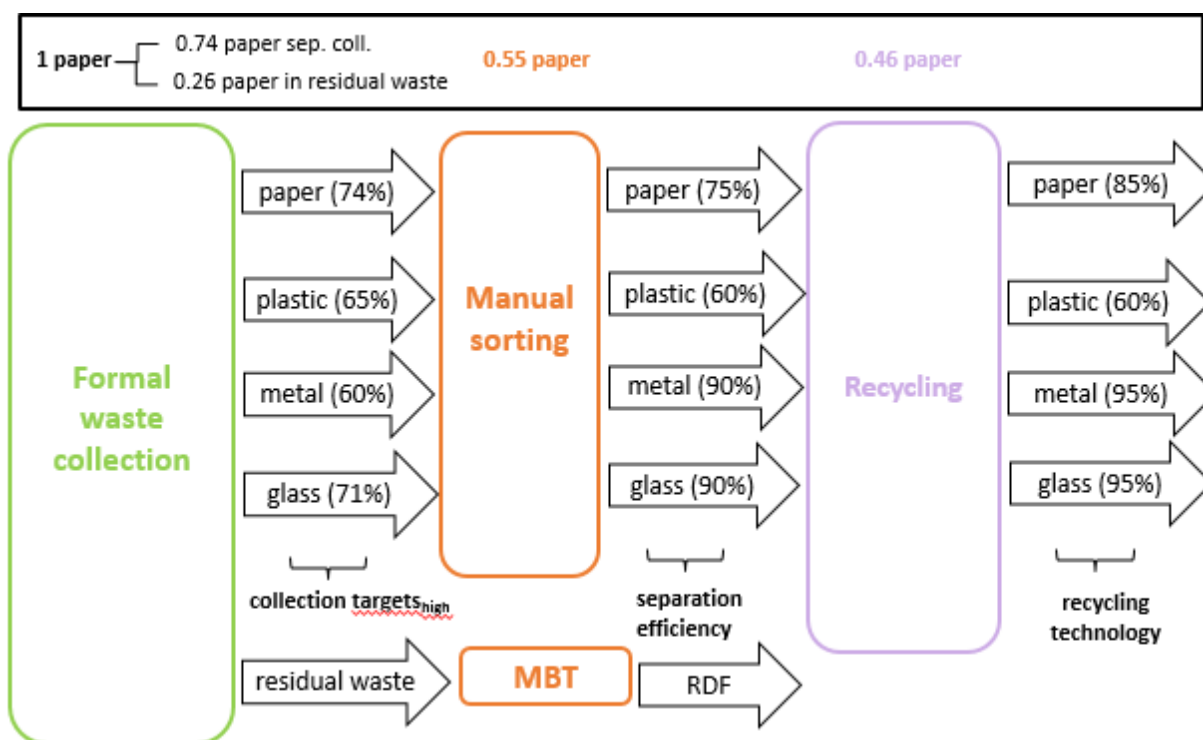 1 paper
0.74 paper sep. coll.
0.26 paper in residual waste
0.55 paper
0.46 paper
Formal
waste
collection
paper (74%)
plastic (65%)
metal (60%)
glass (71%)
collection targets high
residual waste
Manual
sorting
MBT
paper (75%)
plastic (60%)
metal (90%)
glass (90%)
separation
efficiency
RDF
Recycling
paper (85%)
plastic (60%)
metal (95%)
glass (95%)
recycling
technology